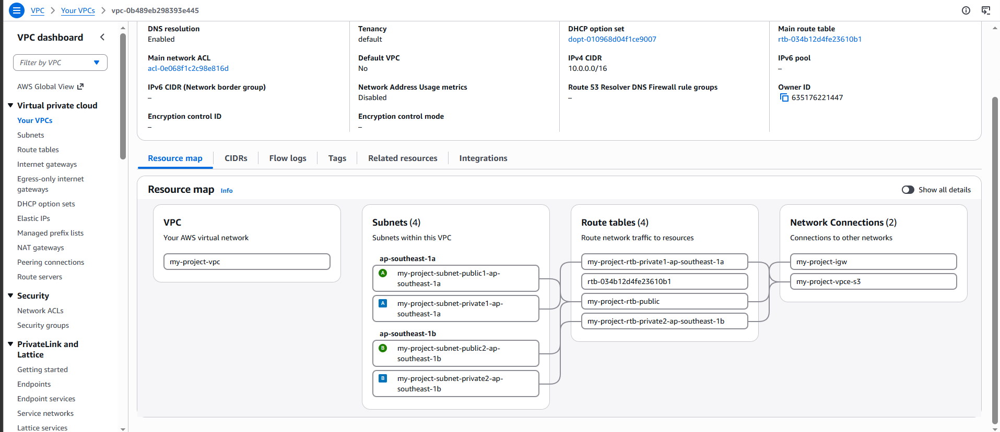 VPC
Your VPCs
vpc-0b489eb298393e445
VPC dashboard
Filter by VPC
AWS Global View
Virtual private cloud
Your VPCs
Subnets
Route tables
Internet gateways
Egress-only internet
gateways
DHCP option sets
Elastic IPs
Managed prefix lists
NAT gateways
Peering connections
Route servers
Security
Network ACLs
Security groups
PrivateLink and
Lattice
Getting started
Endpoints
Endpoint services
Service networks
Lattice services
DNS resolution
Enabled
Tenancy
default
DHCP option set
dopt-010968d04f1ce9007
Main route table
rtb-034b12d4fe23610b1
Main network ACL
acl-0e068f1c2c98e816d
Default VPC
No
IPv4 CIDR
10.0.0.0/16
IPv6 pool
–
IPv6 CIDR (Network border group)
–
Network Address Usage metrics
Disabled
Route 53 Resolver DNS Firewall rule groups
–
Owner ID
635176221447
Encryption control ID
–
Encryption control mode
–
Resource map
CIDRs
Flow logs
Tags
Related resources
Integrations
Resource map Info
Show all details
VPC
Your AWS virtual network
my-project-vpc
Subnets (4)
Subnets within this VPC
ap-southeast-1a
A
my-project-subnet-public1-ap-
southeast-1a
A
my-project-subnet-private1-ap-
southeast-1a
ap-southeast-1b
B
my-project-subnet-public2-ap-
southeast-1b
B
my-project-subnet-private2-ap-
southeast-1b
Route tables (4)
Route network traffic to resources
my-project-rtb-private1-ap-southeast-1a
rtb-034b12d4fe23610b1
my-project-rtb-public
my-project-rtb-private2-ap-southeast-1b
Network Connections (2)
Connections to other networks
my-project-igw
my-project-vpce-s3